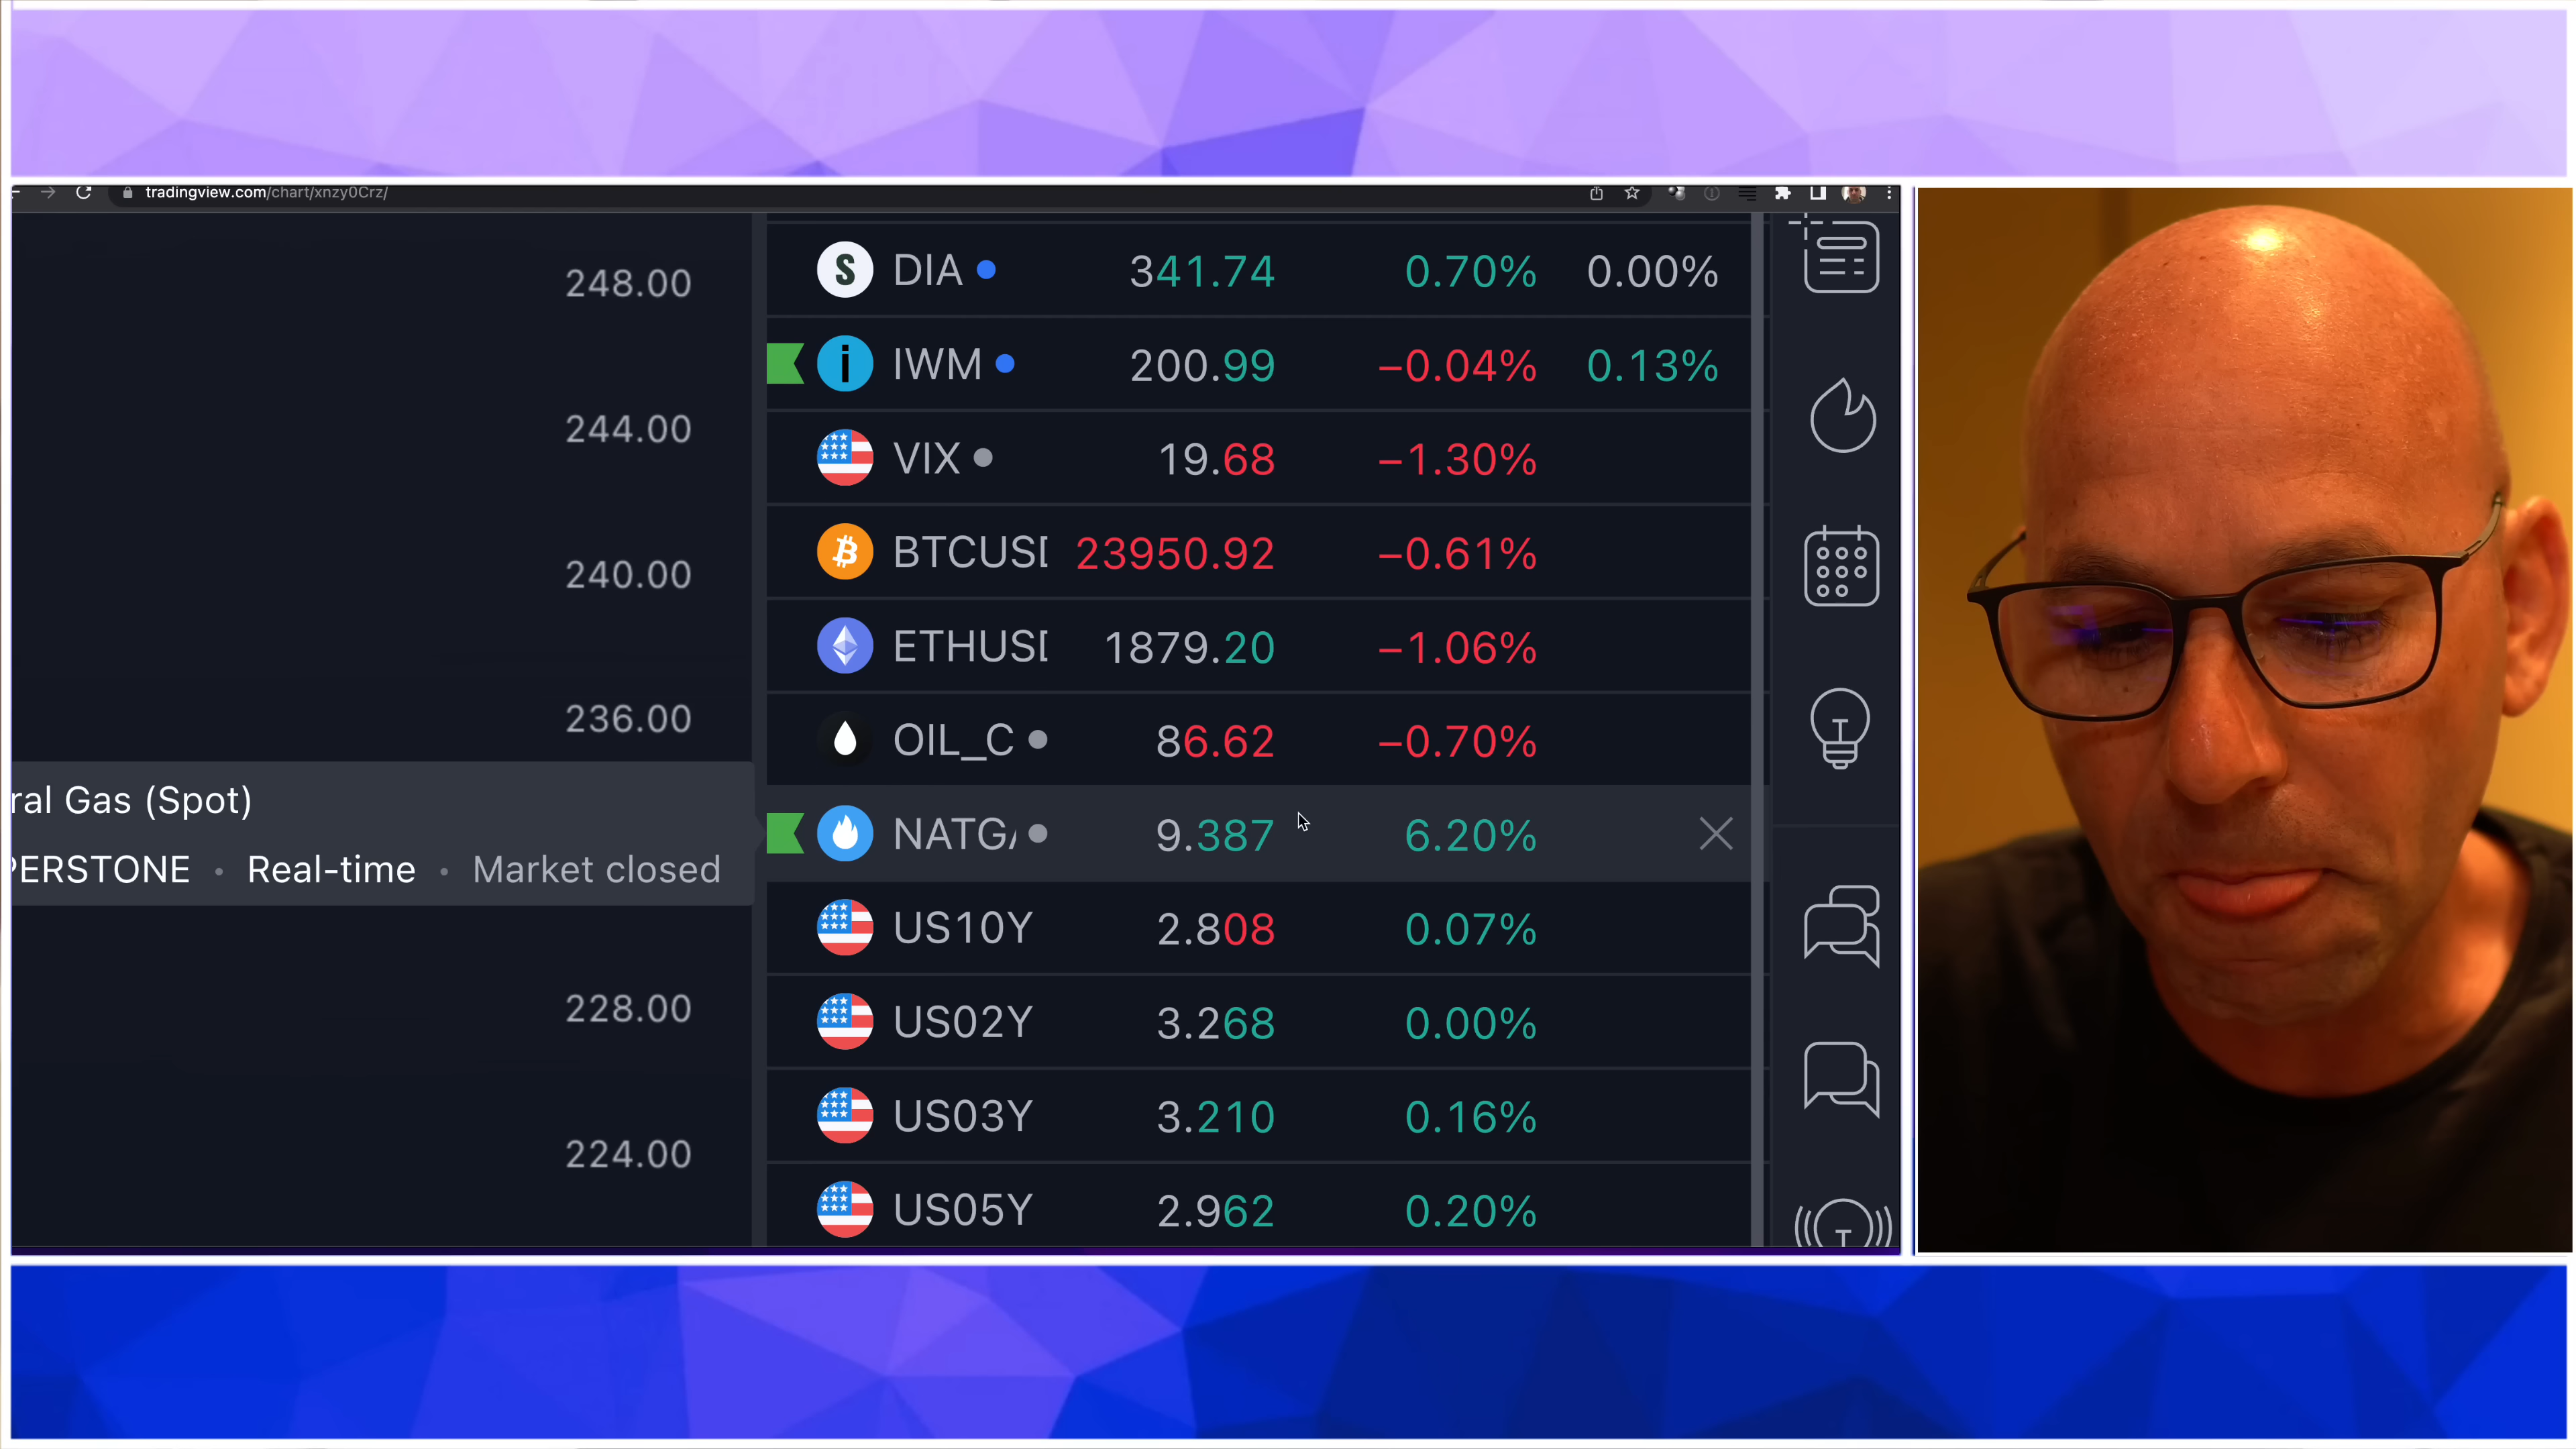 tradingview.com/chart/xnzy0Crz/
248.00
244.00
240.00
236.00
ral Gas (Spot)
PERSTONE • Real-time • Market closed
228.00
224.00
DIA 341.74 0.70% 0.00%
IWM 200.99 −0.04% 0.13%
VIX 19.68 −1.30%
BTCUSD 23950.92 −0.61%
ETHUSD 1879.20 −1.06%
OIL_C 86.62 −0.70%
NATGA 9.387 6.20%
US10Y 2.808 0.07%
US02Y 3.268 0.00%
US03Y 3.210 0.16%
US05Y 2.962 0.20%